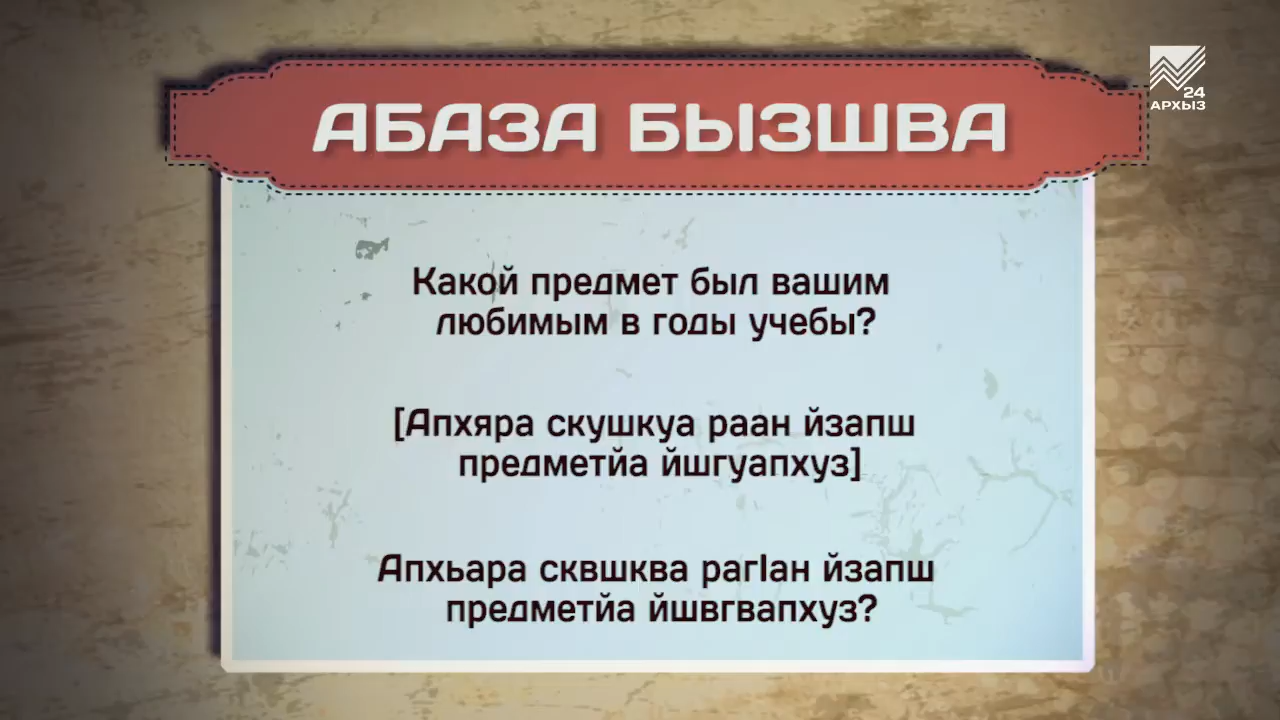 АБАЗА БЫЗШВА
24
АРХЫЗ
Какой предмет был вашим
любимым в годы учебы?
[Апхяра скушкуа раан йзапш
предметйа йшгуапхуз]
Апхьара сквшква рагӀан йзапш
предметйа йшвгвапхуз?